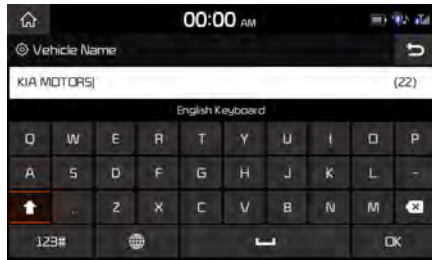 00:00 AM
Vehicle Name
KIA MOTORS (22)
English Keyboard
Q W E R T Y U I O P
A S D F G H J K L -
. Z X C V B N M
123# OK